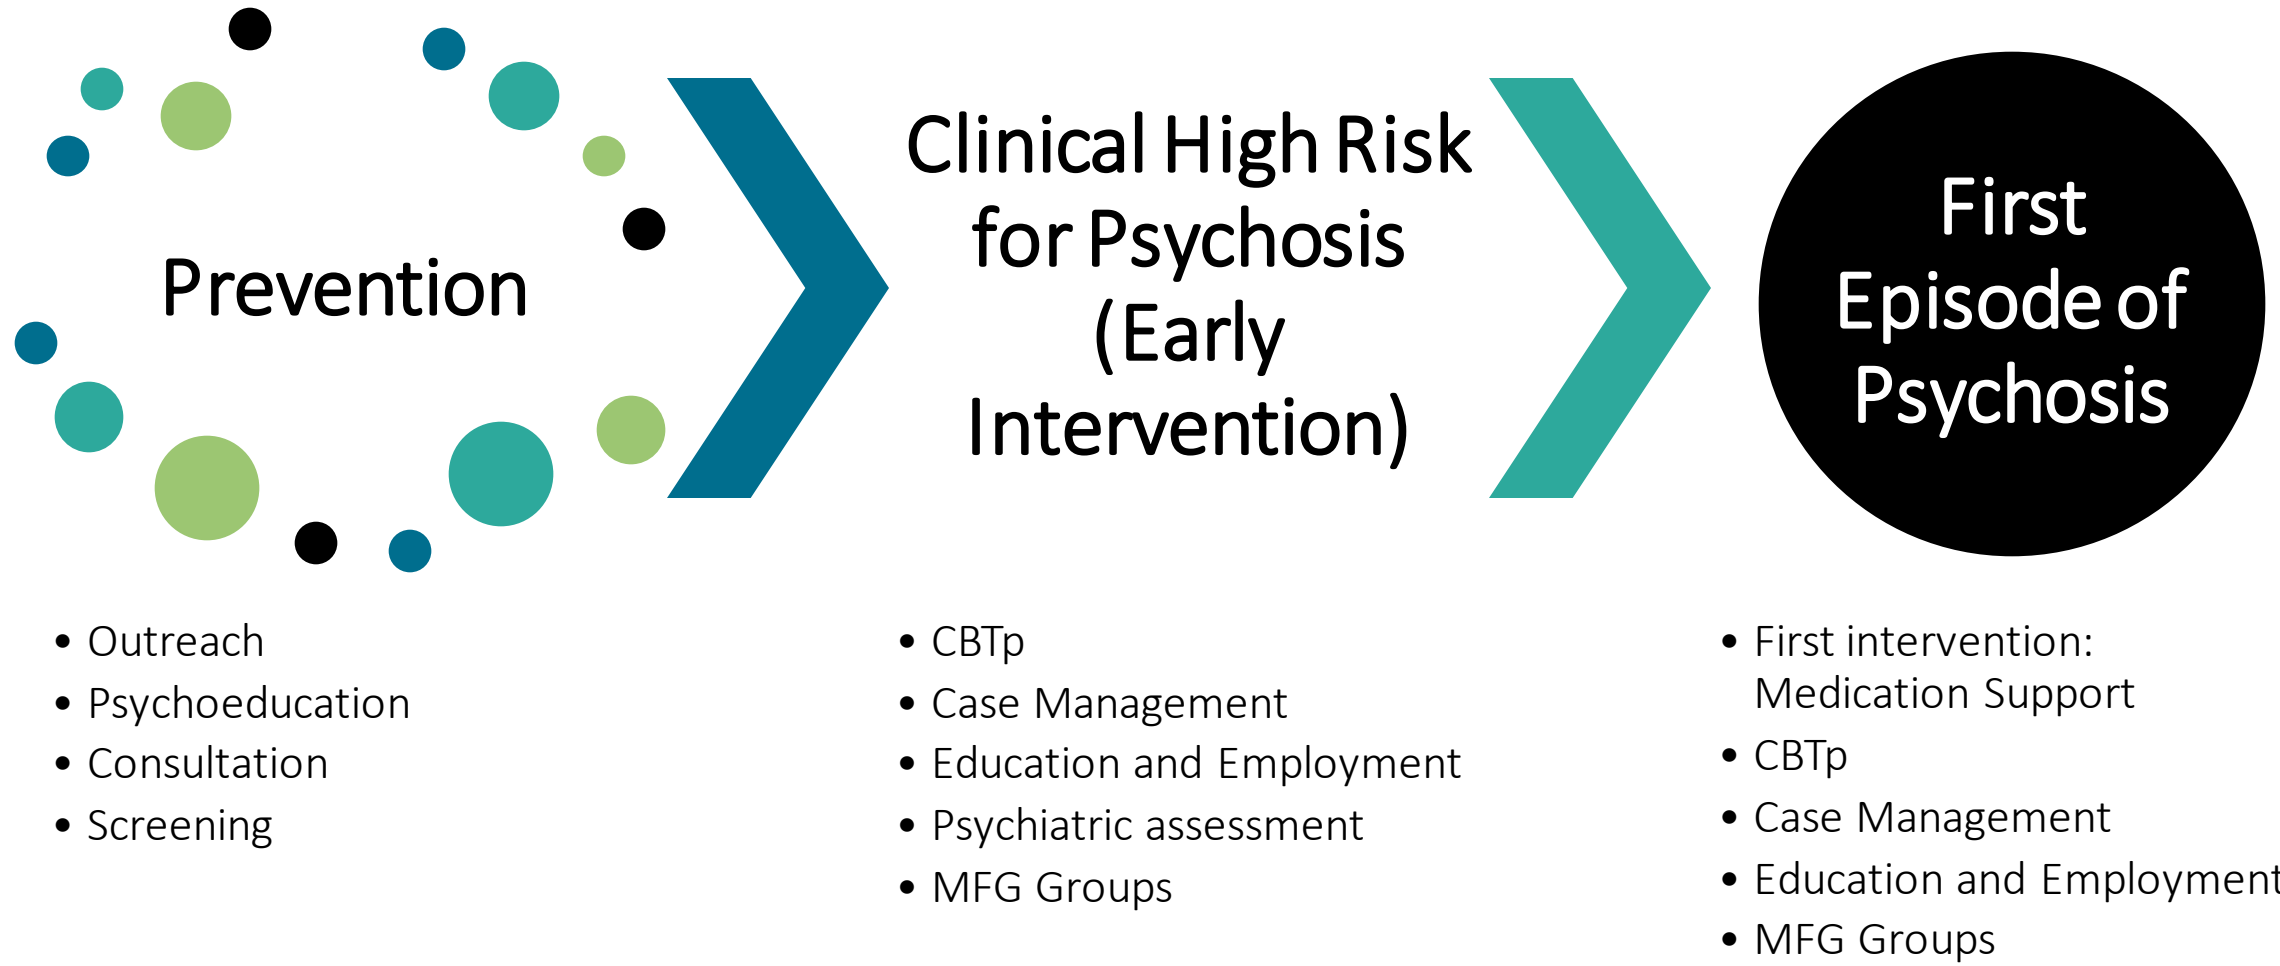 Prevention
Clinical High Risk
for Psychosis
(Early
Intervention)
First
Episode of
Psychosis
• Outreach
• Psychoeducation
• Consultation
• Screening
• CBTp
• Case Management
• Education and Employment
• Psychiatric assessment
• MFG Groups
• First intervention:
Medication Support
• CBTp
• Case Management
• Education and Employment
• MFG Groups